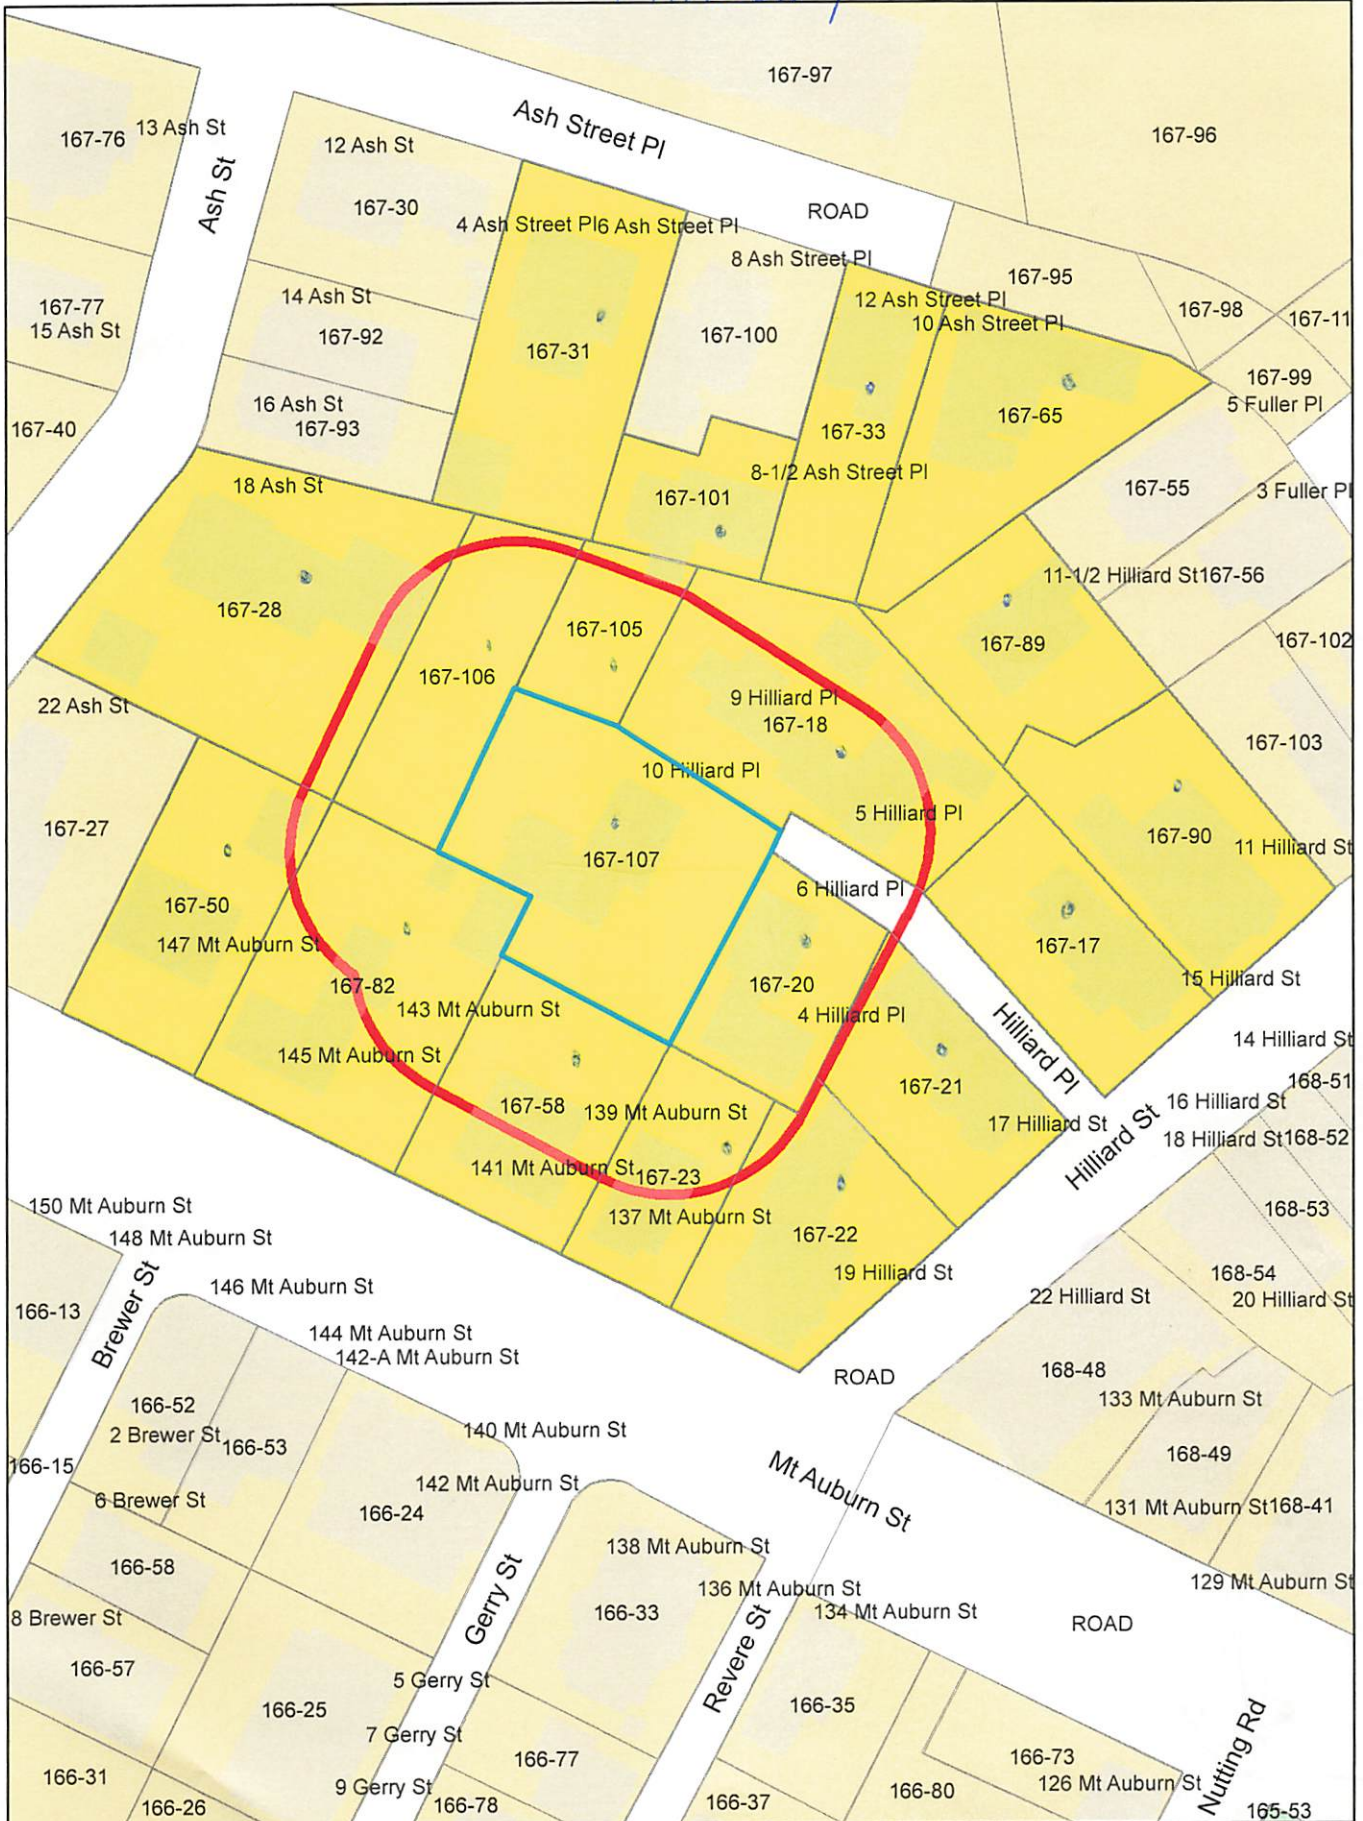 167-97
Ash Street Pl
13 Ash St
167-76
12 Ash St
167-96
Ash St
167-30
ROAD
4 Ash Street Pl
6 Ash Street Pl
8 Ash Street Pl
167-95
14 Ash St
12 Ash Street Pl
167-77
167-98
167-11
15 Ash St
167-92
167-100
10 Ash Street Pl
167-31
167-99
16 Ash St
5 Fuller Pl
167-40
167-93
167-33
167-65
18 Ash St
8-1/2 Ash Street Pl
167-55
3 Fuller Pl
167-101
11-1/2 Hilliard St
167-56
167-28
167-105
167-89
167-102
167-106
22 Ash St
9 Hilliard Pl
167-18
167-103
10 Hilliard Pl
5 Hilliard Pl
167-27
167-107
167-90
11 Hilliard St
6 Hilliard Pl
167-50
147 Mt Auburn St
167-17
167-82
167-20
15 Hilliard St
143 Mt Auburn St
4 Hilliard Pl
Hilliard Pl
14 Hilliard St
145 Mt Auburn St
167-21
168-51
167-58
139 Mt Auburn St
16 Hilliard St
17 Hilliard St
Hilliard St
18 Hilliard St
168-52
141 Mt Auburn St
167-23
150 Mt Auburn St
137 Mt Auburn St
168-53
148 Mt Auburn St
167-22
19 Hilliard St
168-54
146 Mt Auburn St
22 Hilliard St
20 Hilliard St
166-13
Brewer St
144 Mt Auburn St
142-A Mt Auburn St
ROAD
168-48
133 Mt Auburn St
166-52
140 Mt Auburn St
2 Brewer St
166-53
168-49
166-15
Mt Auburn St
142 Mt Auburn St
6 Brewer St
131 Mt Auburn St
168-41
166-24
138 Mt Auburn St
166-58
129 Mt Auburn St
136 Mt Auburn St
Gerry St
166-33
134 Mt Auburn St
8 Brewer St
ROAD
Revere St
166-57
5 Gerry St
166-25
166-35
7 Gerry St
166-77
166-73
Nutting Rd
166-31
9 Gerry St
126 Mt Auburn St
166-80
166-26
166-78
166-37
165-53